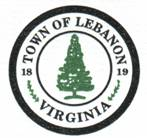 TOWN OF LEBANON
18 19
VIRGINIA